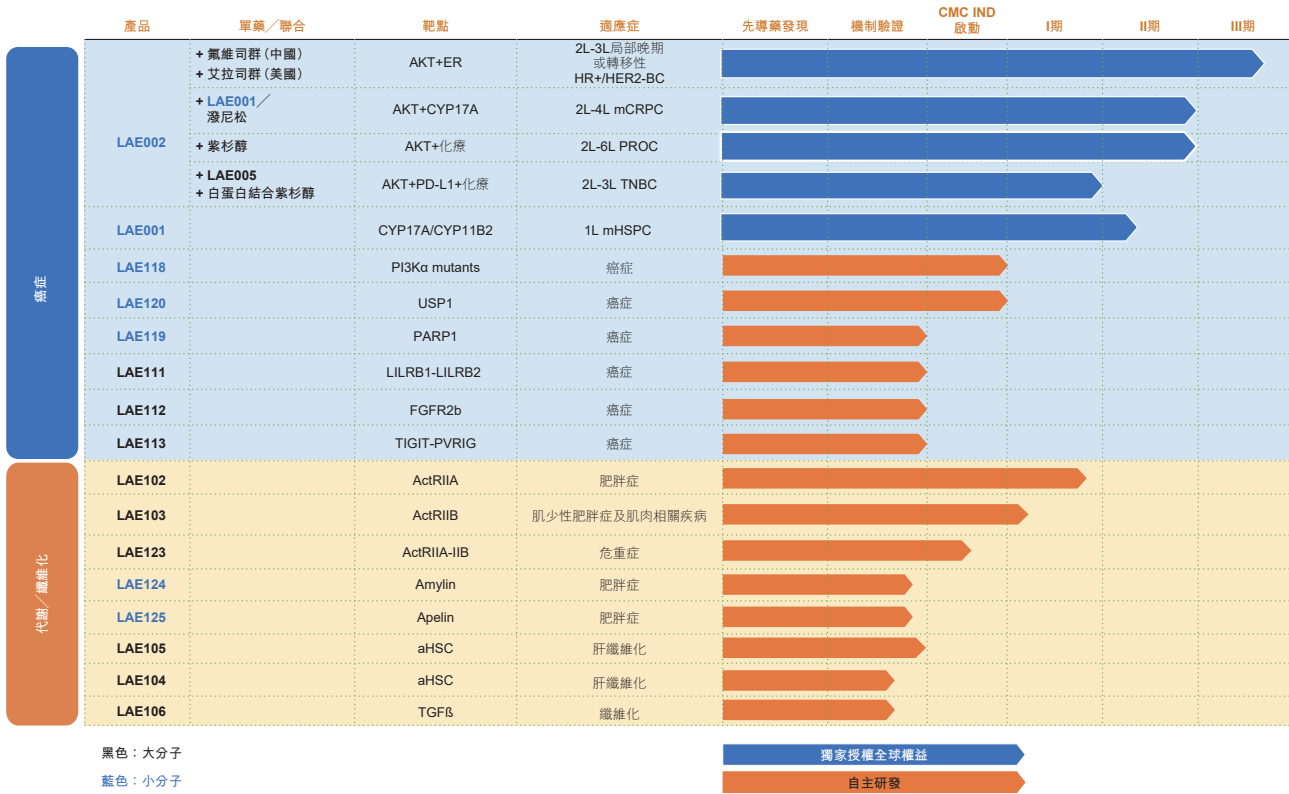 產品 單藥／聯合 靶點 適應症 先導藥發現 機制驗證 CMC IND 啟動 I期 II期 III期
癌症
LAE002
+ 氟維司群（中國）
+ 艾拉司群（美國）
AKT+ER
2L-3L局部晚期
或轉移性
HR+/HER2-BC
+ LAE001／
潑尼松
AKT+CYP17A
2L-4L mCRPC
+ 紫杉醇
AKT+化療
2L-6L PROC
+ LAE005
+ 白蛋白結合紫杉醇
AKT+PD-L1+化療
2L-3L TNBC
LAE001 CYP17A/CYP11B2 1L mHSPC
LAE118 PI3Kα mutants 癌症
LAE120 USP1 癌症
LAE119 PARP1 癌症
LAE111 LILRB1-LILRB2 癌症
LAE112 FGFR2b 癌症
LAE113 TIGIT-PVRIG 癌症
代謝／纖維化
LAE102 ActRIIA 肥胖症
LAE103 ActRIIB 肌少性肥胖症及肌肉相關疾病
LAE123 ActRIIA-IIB 危重症
LAE124 Amylin 肥胖症
LAE125 Apelin 肥胖症
LAE105 aHSC 肝纖維化
LAE104 aHSC 肝纖維化
LAE106 TGFß 纖維化
黑色：大分子
藍色：小分子
獨家授權全球權益
自主研發